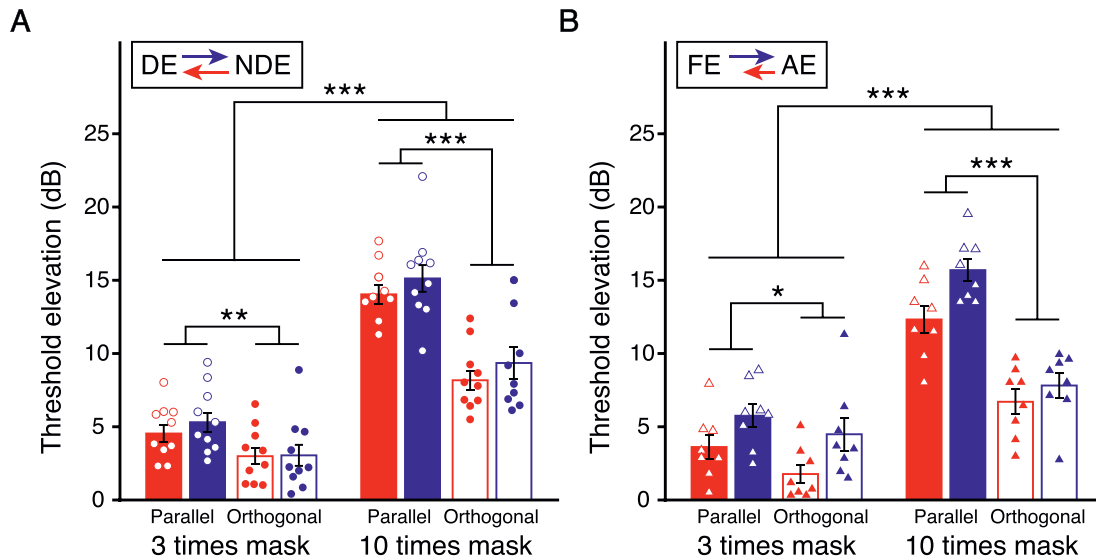 A
DE NDE
Threshold elevation (dB)
25
20
15
10
5
0
***
***
**
Parallel Orthogonal Parallel Orthogonal
3 times mask 10 times mask
B
FE AE
Threshold elevation (dB)
25
20
15
10
5
0
***
***
*
Parallel Orthogonal Parallel Orthogonal
3 times mask 10 times mask